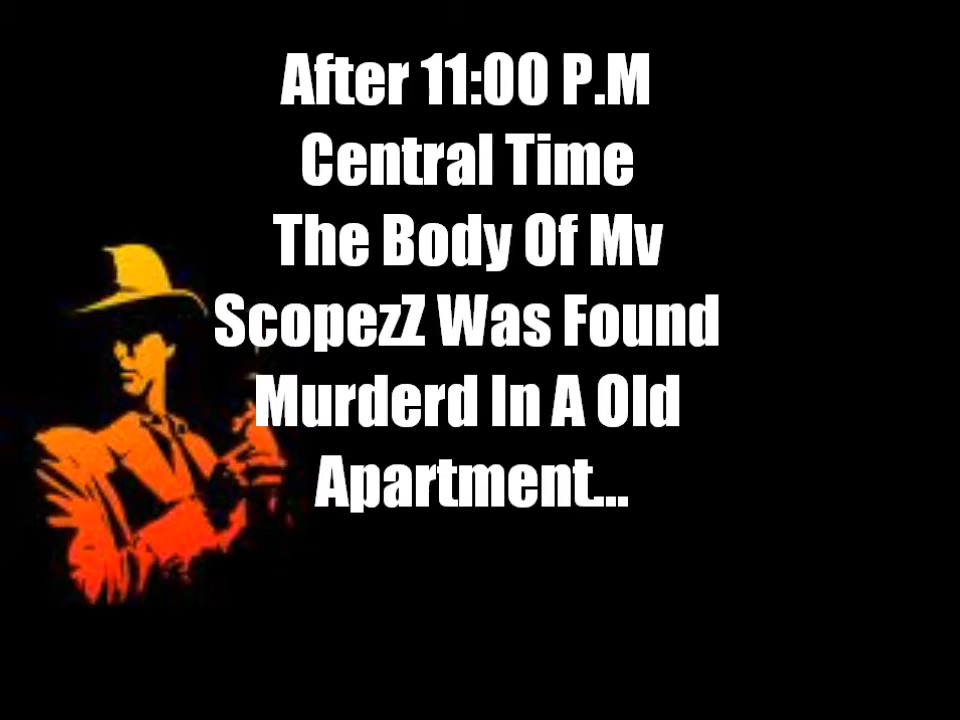 After 11:00 P.M
Central Time
The Body Of Mv
ScopezZ Was Found
Murderd In A Old
Apartment...